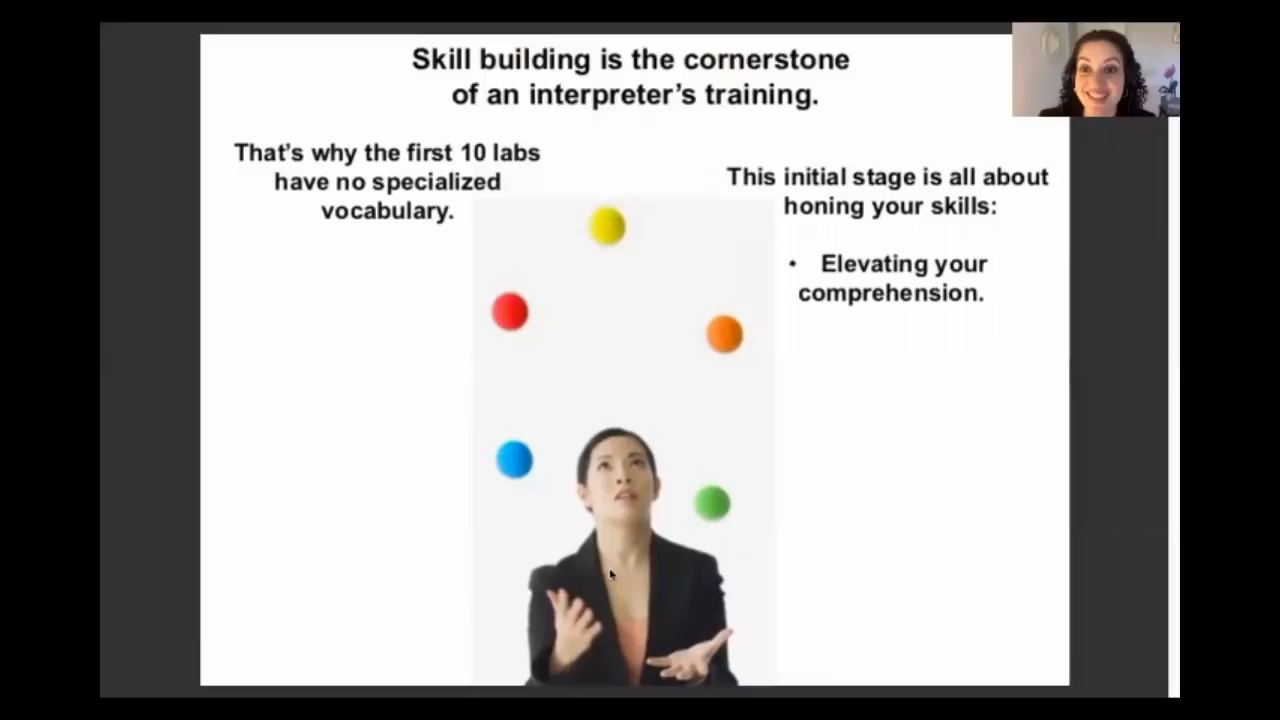 Skill building is the cornerstone
of an interpreter's training.
That's why the first 10 labs
have no specialized
vocabulary.
This initial stage is all about
honing your skills:
• Elevating your
comprehension.